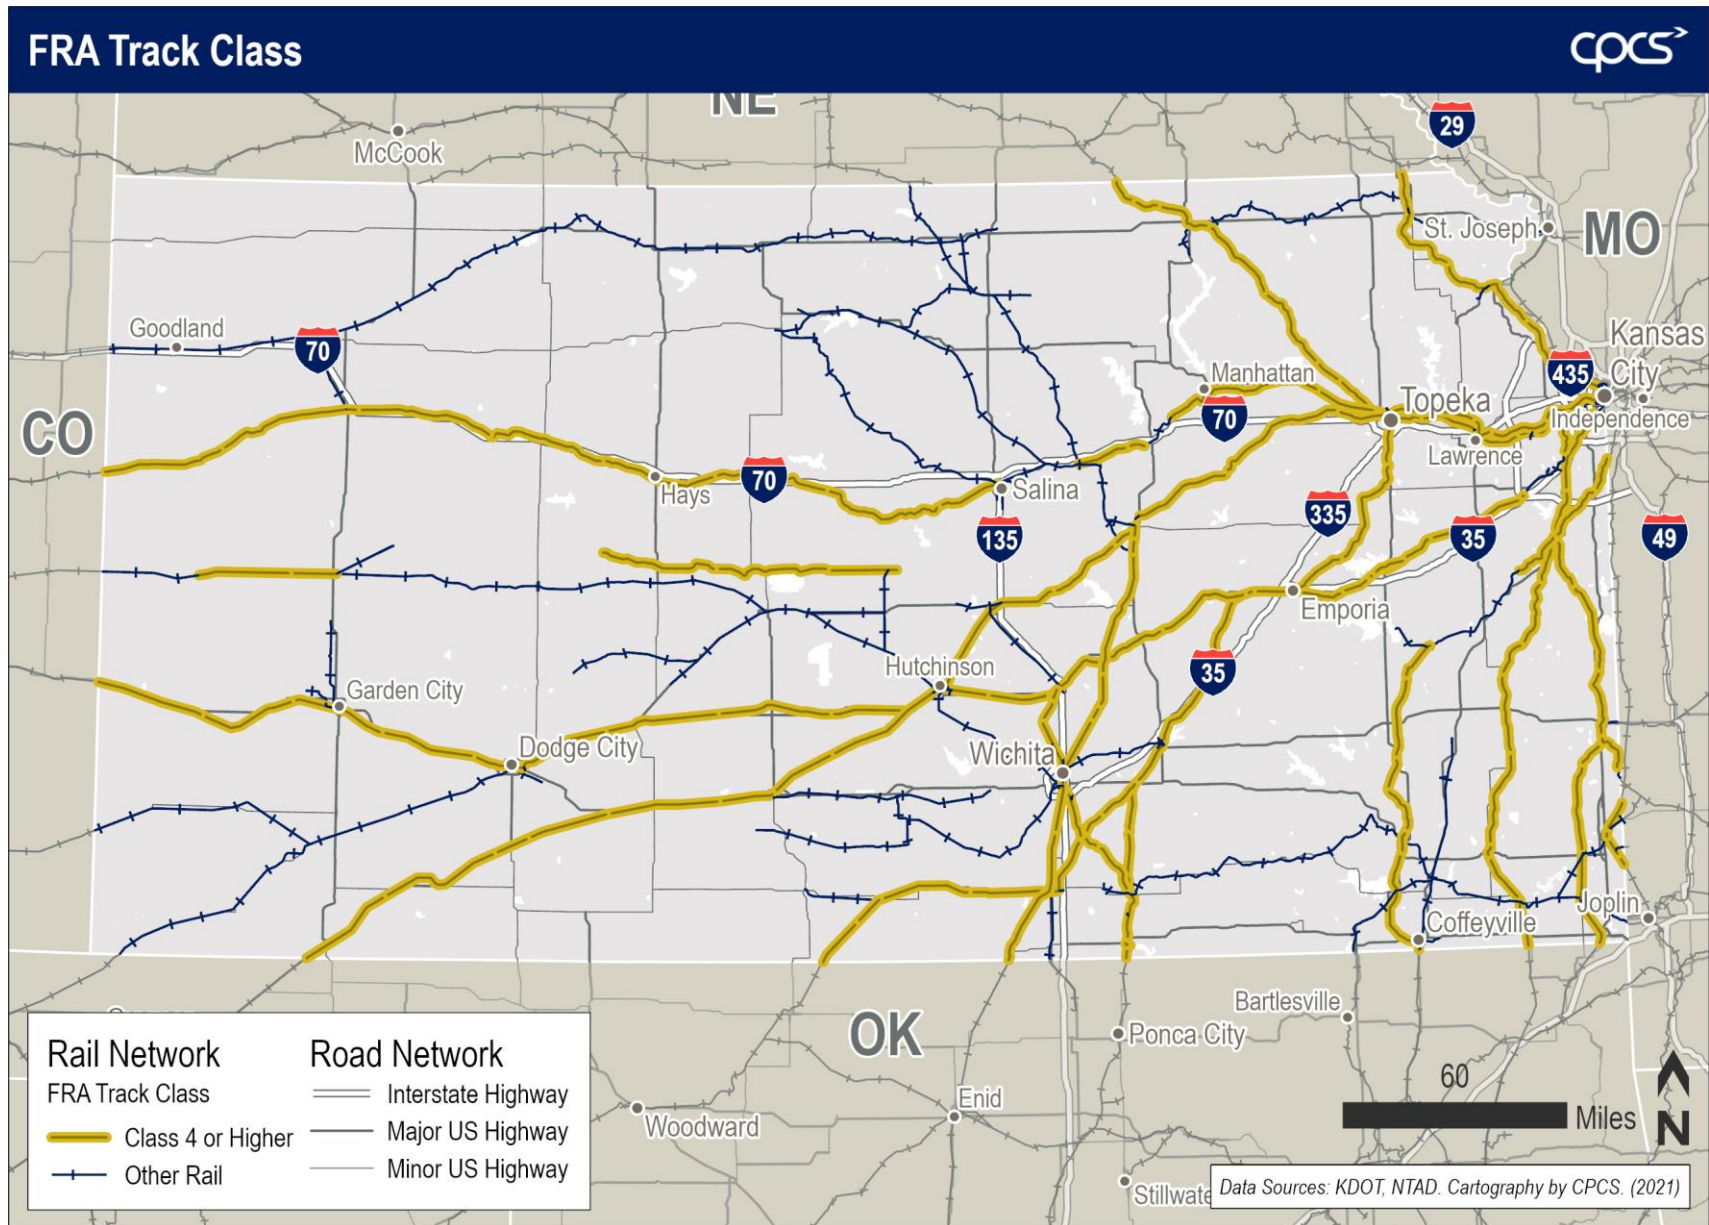 FRA Track Class
cpcs
NE
29
McCook
St. Joseph
MO
Goodland
70
Kansas
City
435
Manhattan
70
Topeka
Independence
CO
Lawrence
Hays
70
Salina
335
35
49
135
Emporia
Hutchinson
35
Garden City
Dodge City
Wichita
Joplin
Coffeyville
Bartlesville
OK
Ponca City
Rail Network
Road Network
60
FRA Track Class
Interstate Highway
Enid
Miles
Class 4 or Higher
Major US Highway
Woodward
N
Other Rail
Minor US Highway
Data Sources: KDOT, NTAD. Cartography by CPCS. (2021)